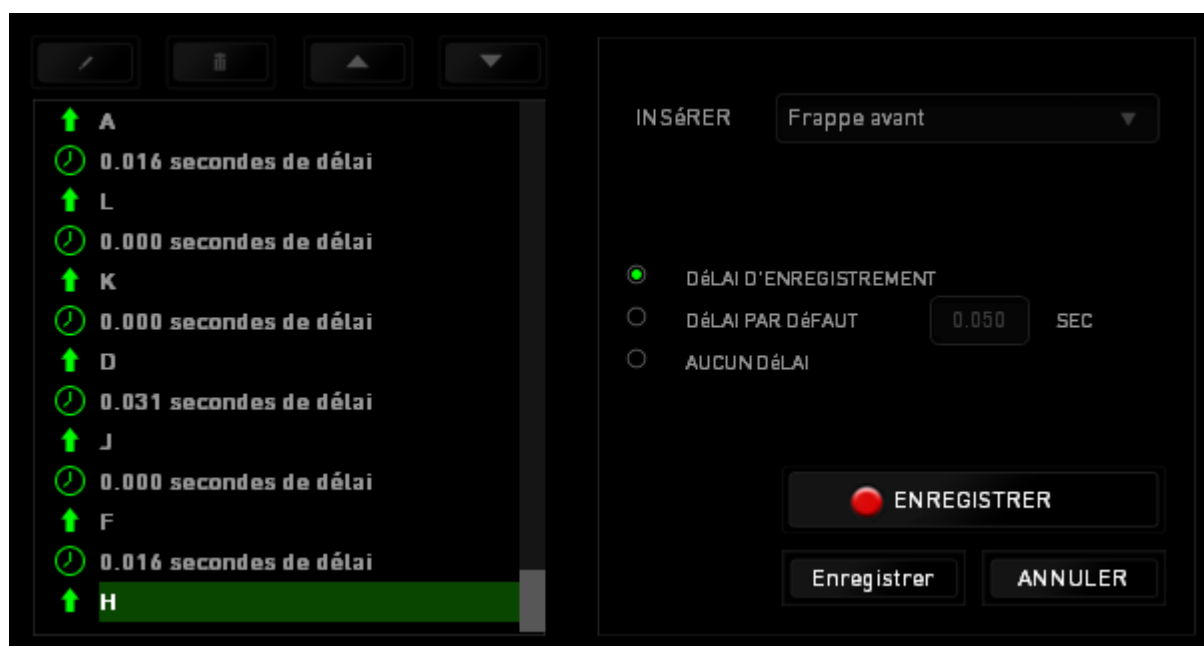 A
0.016 secondes de délai
L
0.000 secondes de délai
K
0.000 secondes de délai
D
0.031 secondes de délai
J
0.000 secondes de délai
F
0.016 secondes de délai
H
INSéRER Frappe avant
DéLAI D'ENREGISTREMENT
DéLAI PAR DéFAUT 0.050 SEC
AUCUN DéLAI
ENREGISTRER
Enregistrer ANNULER